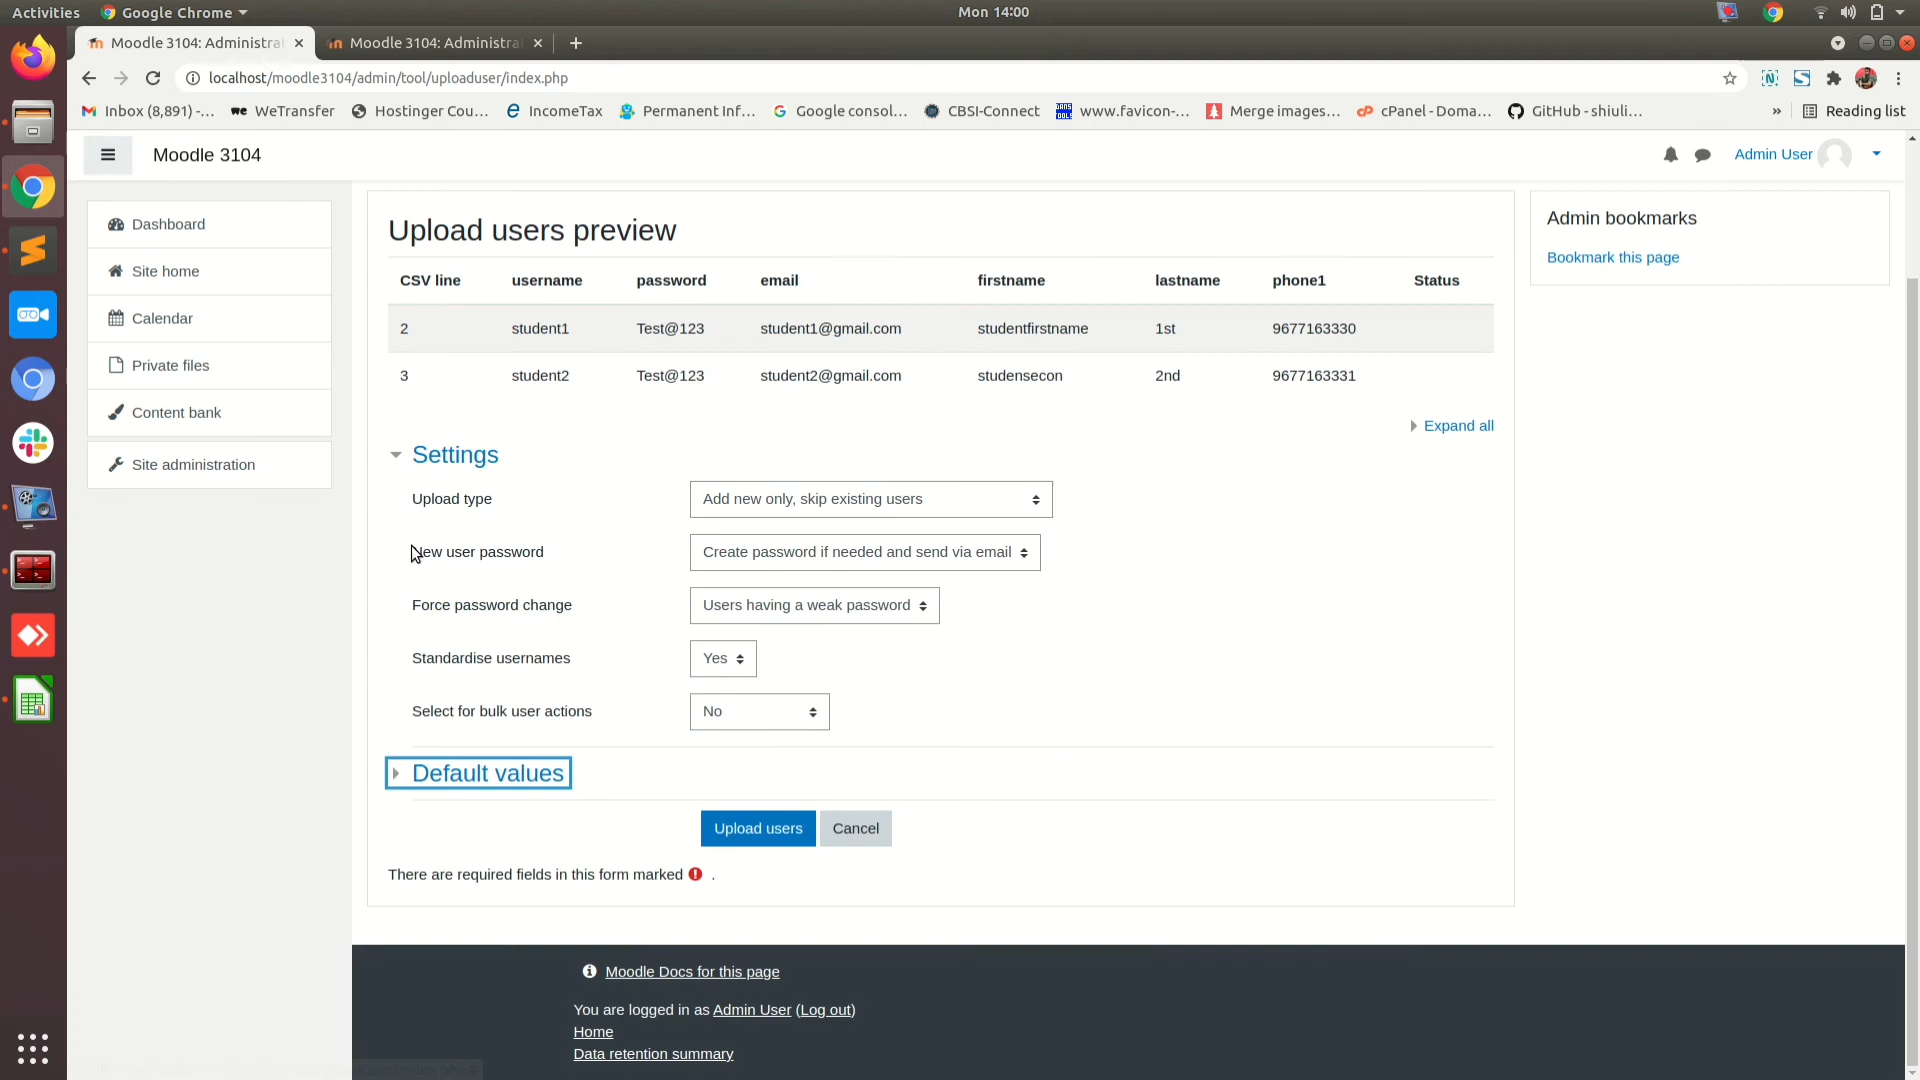 Activities Google Chrome Mon 14:00
Moodle 3104: Administrat Moodle 3104: Administra
localhost/moodle3104/admin/tool/uploaduser/index.php
Inbox (8,891) -... we WeTransfer Hostinger Cou... IncomeTax Permanent Inf... Google consol... CBSI-Connect www.favicon-... Merge images... cPanel - Doma... GitHub - shiuli... » Reading list
Moodle 3104 Admin User
Dashboard
Site home
Calendar
Private files
Content bank
Site administration
Upload users preview
CSV line username password email firstname lastname phone1 Status
2 student1 Test@123 student1@gmail.com studentfirstname 1st 9677163330
3 student2 Test@123 student2@gmail.com studensecon 2nd 9677163331
Expand all
Settings
Upload type Add new only, skip existing users
New user password Create password if needed and send via email
Force password change Users having a weak password
Standardise usernames Yes
Select for bulk user actions No
Default values
Upload users Cancel
There are required fields in this form marked .
Admin bookmarks
Bookmark this page
Moodle Docs for this page
You are logged in as Admin User (Log out)
Home
Data retention summary